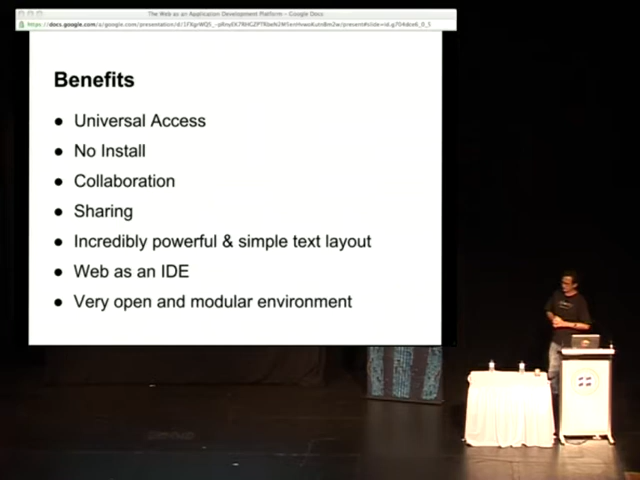 The Web as an Application Development Platform – Google Docs
Benefits
● Universal Access
● No Install
● Collaboration
● Sharing
● Incredibly powerful & simple text layout
● Web as an IDE
● Very open and modular environment